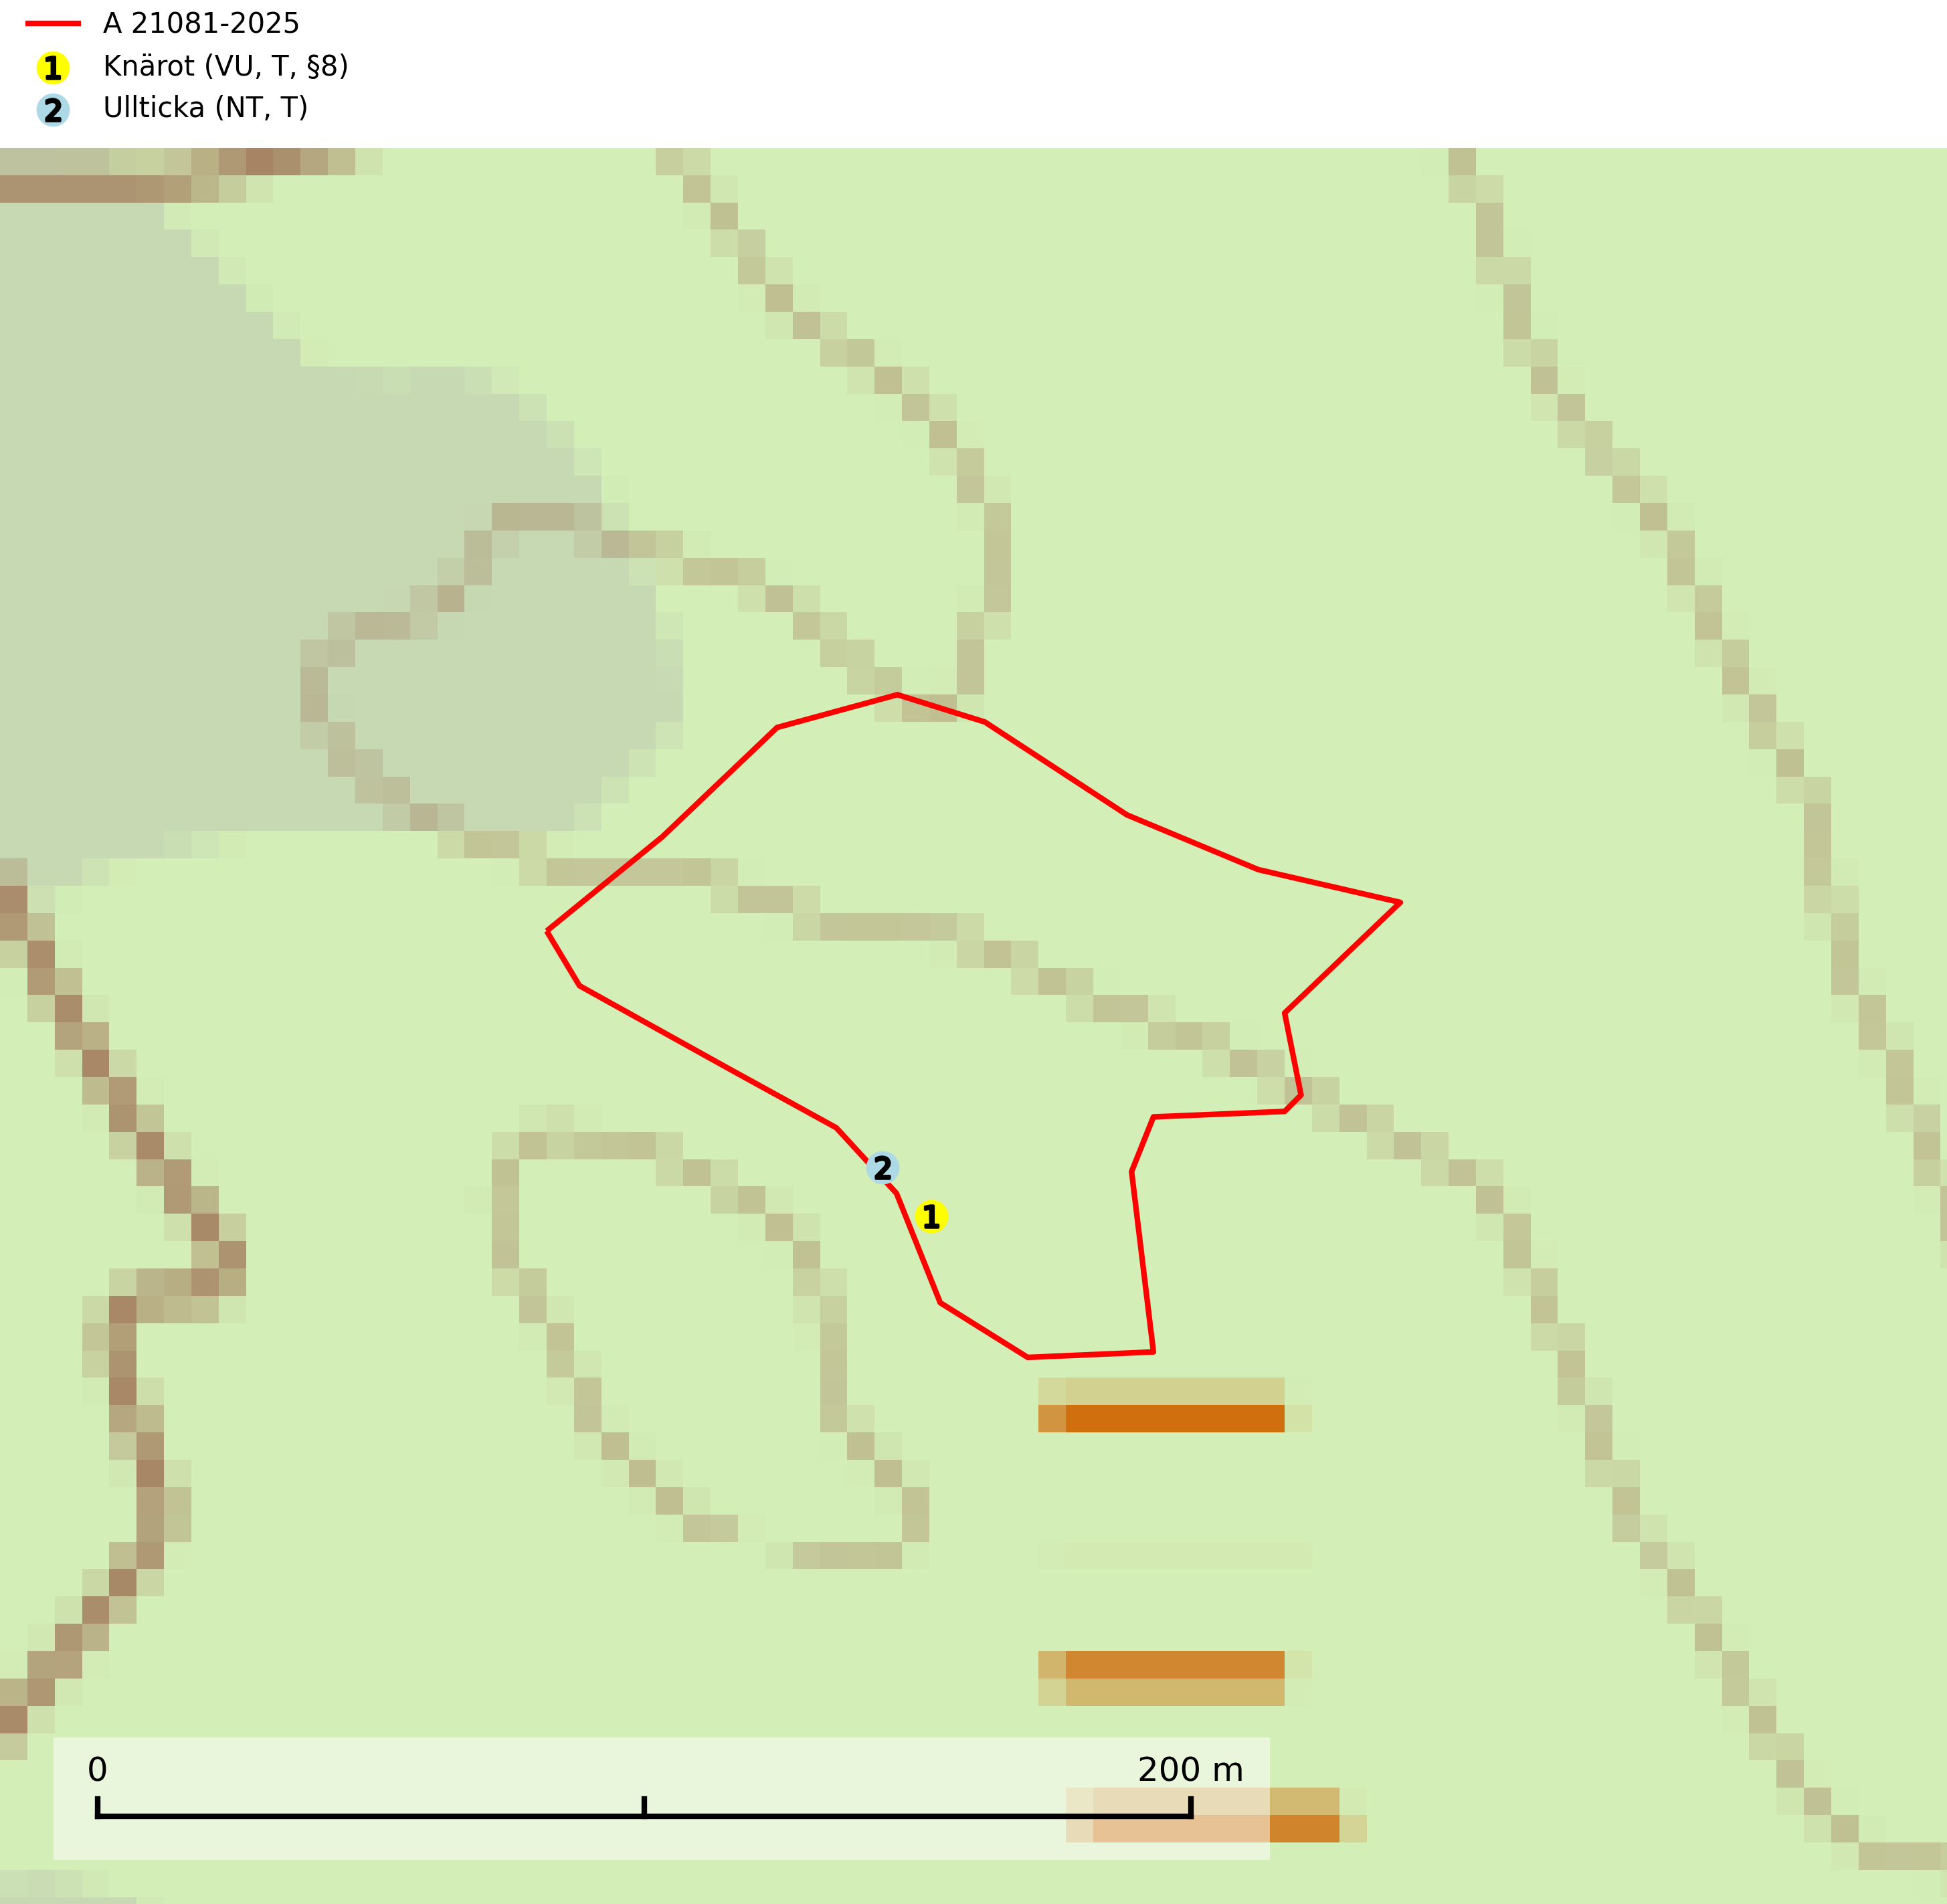 A 21081-2025
1 Knärot (VU, T, §8)
2 Ullticka (NT, T)
2
1
0 200 m